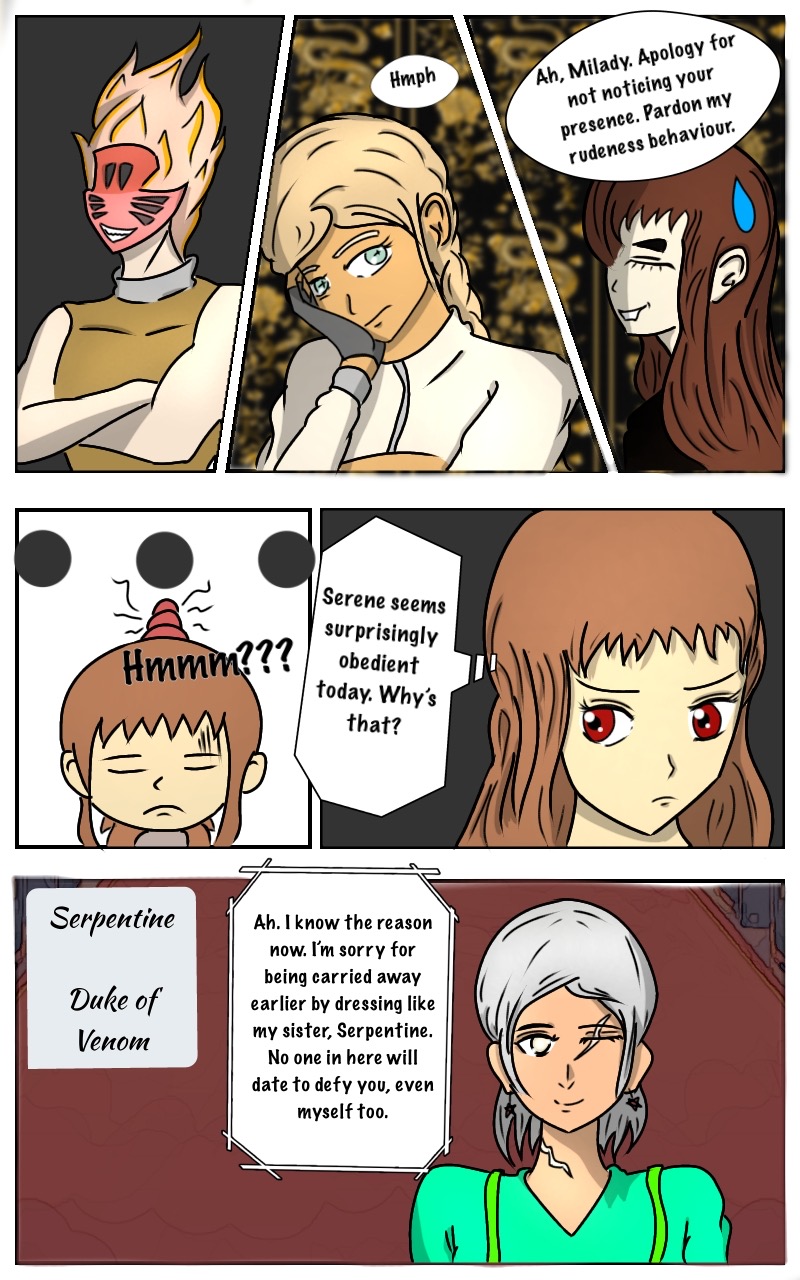 Hmph
Ah, Milady. Apology for
not noticing your
presence. Pardon my
rudeness behaviour.
Hmmm???
Serene seems
surprisingly
obedient
today. Why's
that?
Serpentine
Duke of
Venom
Ah. I know the reason
now. I'm sorry for
being carried away
earlier by dressing like
my sister, Serpentine.
No one in here will
date to defy you, even
myself too.